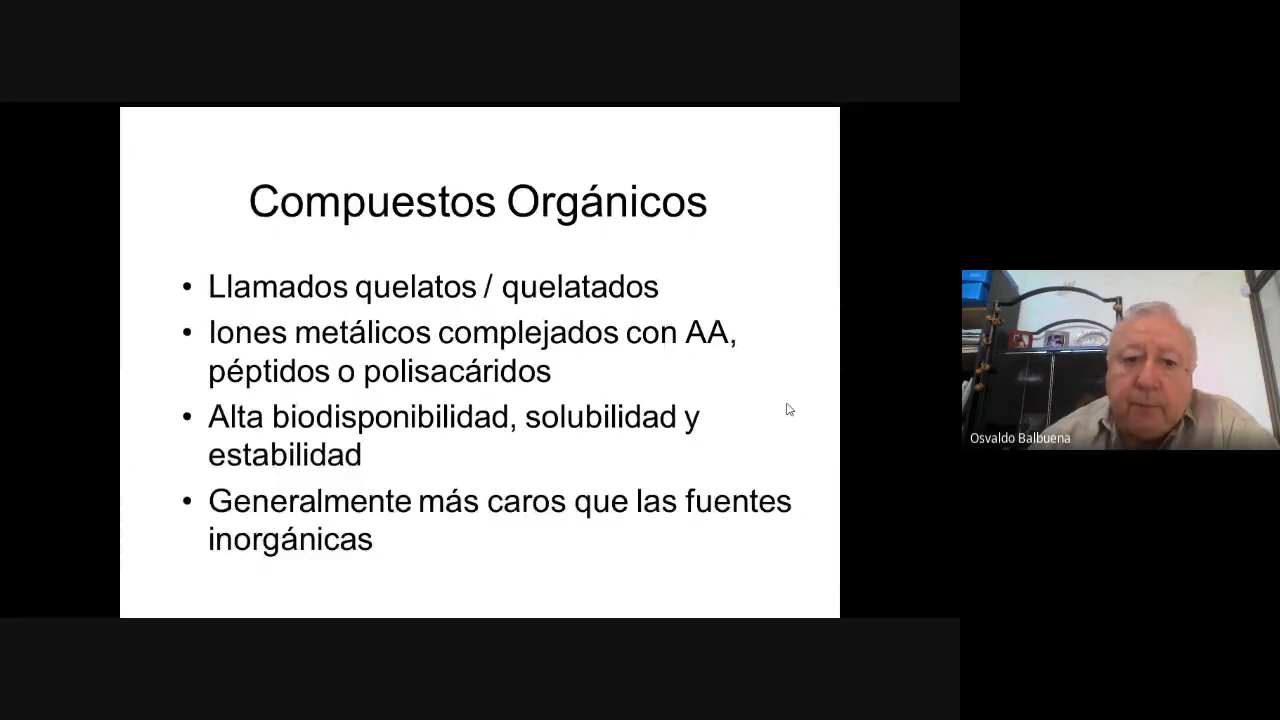 Compuestos Orgánicos
• Llamados quelatos / quelatados
• Iones metálicos complejados con AA,
péptidos o polisacáridos
• Alta biodisponibilidad, solubilidad y
estabilidad
• Generalmente más caros que las fuentes
inorgánicas
Osvaldo Balbuena